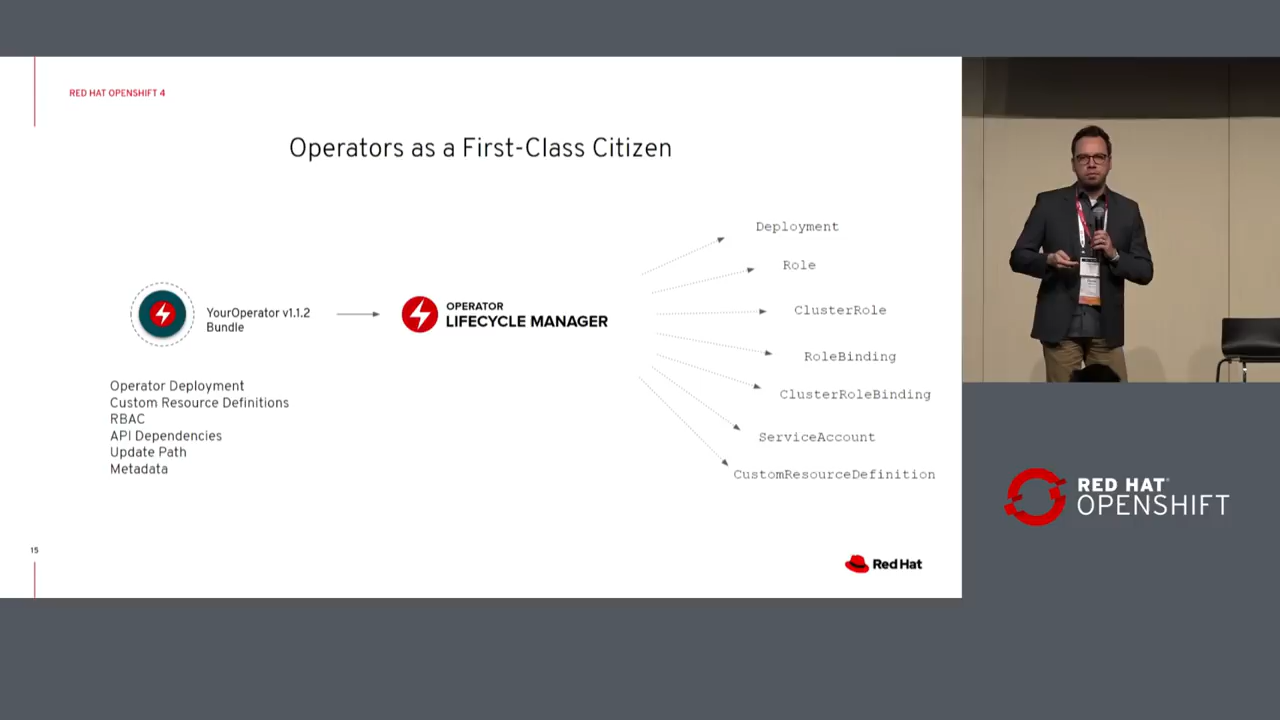 RED HAT OPENSHIFT 4
Operators as a First-Class Citizen
YourOperator v1.1.2
Bundle
OPERATOR
LIFECYCLE MANAGER
Operator Deployment
Custom Resource Definitions
RBAC
API Dependencies
Update Path
Metadata
Deployment
Role
ClusterRole
RoleBinding
ClusterRoleBinding
ServiceAccount
CustomResourceDefinition
15
Red Hat
RED HAT®
OPENSHIFT